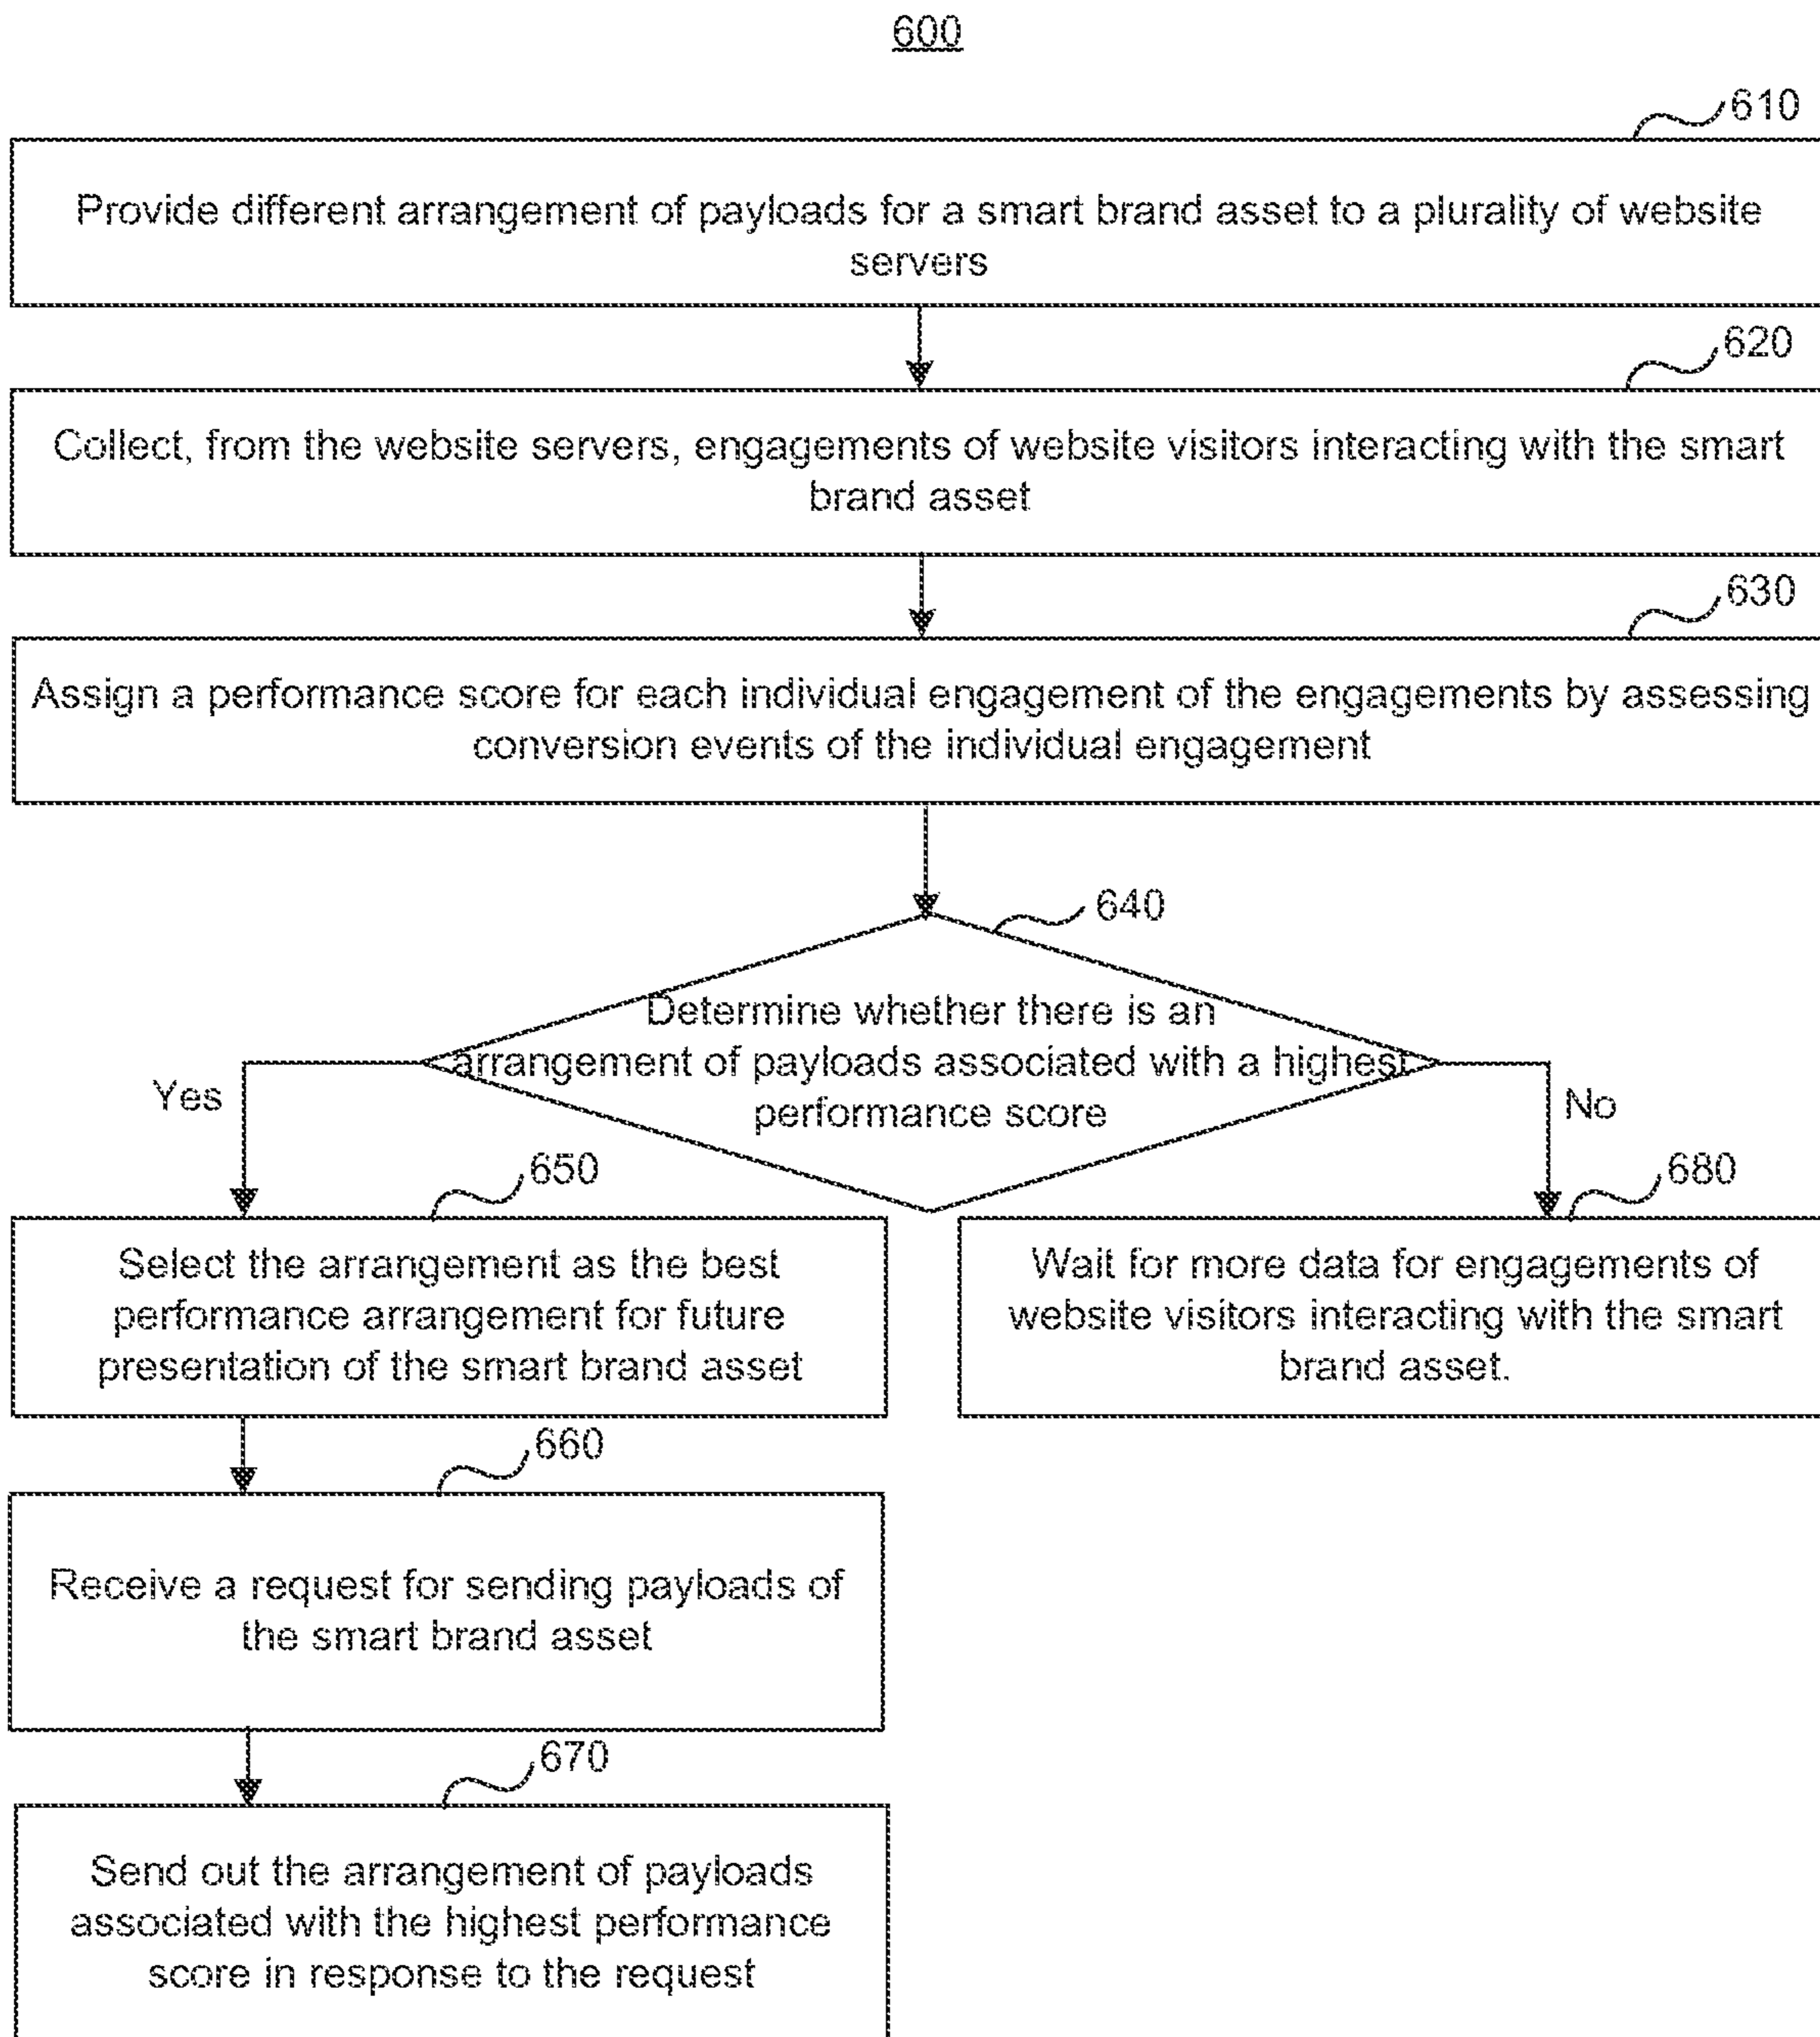 600
610
Provide different arrangement of payloads for a smart brand asset to a plurality of website
servers
620
Collect, from the website servers, engagements of website visitors interacting with the smart
brand asset
630
Assign a performance score for each individual engagement of the engagements by assessing
conversion events of the individual engagement
640
Determine whether there is an
arrangement of payloads associated with a highest
performance score
Yes
No
650
680
Select the arrangement as the best
performance arrangement for future
presentation of the smart brand asset
Wait for more data for engagements of
website visitors interacting with the smart
brand asset.
660
Receive a request for sending payloads of
the smart brand asset
670
Send out the arrangement of payloads
associated with the highest performance
score in response to the request